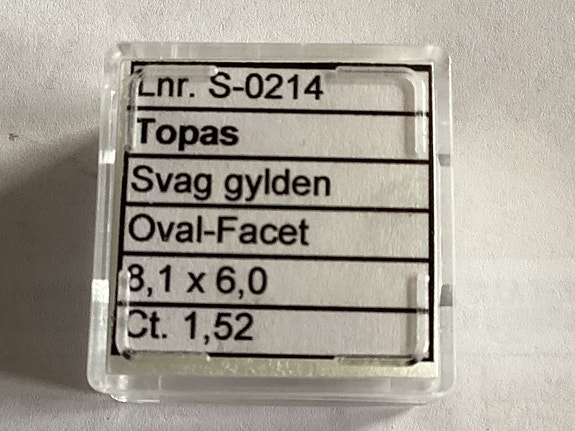 Lnr. S-0214
Topas
Svag gylden
Oval-Facet
8,1 x 6,0
Ct. 1,52